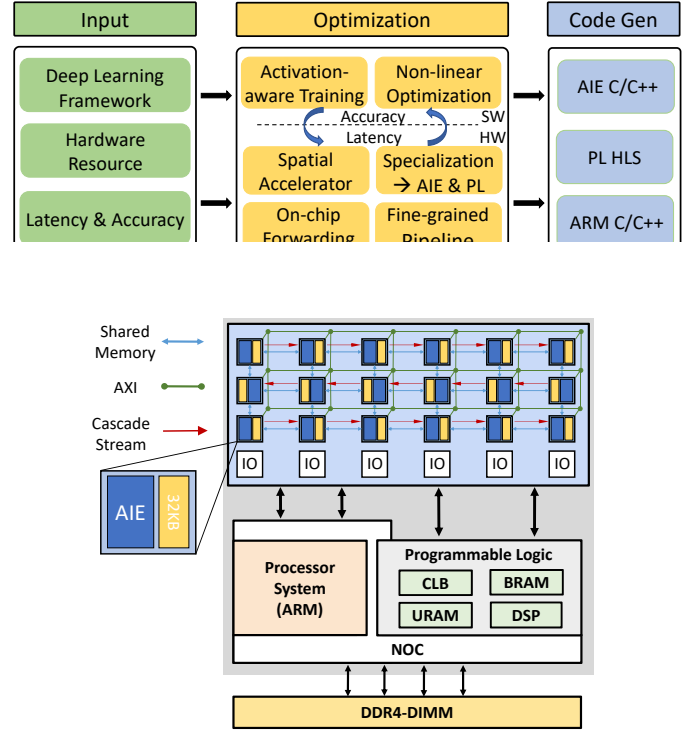 Input
Optimization
Code Gen
Deep Learning
Framework
Hardware
Resource
Latency & Accuracy
Activation-
aware Training
Non-linear
Optimization
Accuracy
SW
Latency
HW
Spatial
Accelerator
Specialization
→ AIE & PL
On-chip
Forwarding
Fine-grained
Pipeline
AIE C/C++
PL HLS
ARM C/C++
Shared
Memory
AXI
Cascade
Stream
IO
IO
IO
IO
IO
IO
AIE
32KB
Processor
System
(ARM)
Programmable Logic
CLB
BRAM
URAM
DSP
NOC
DDR4-DIMM